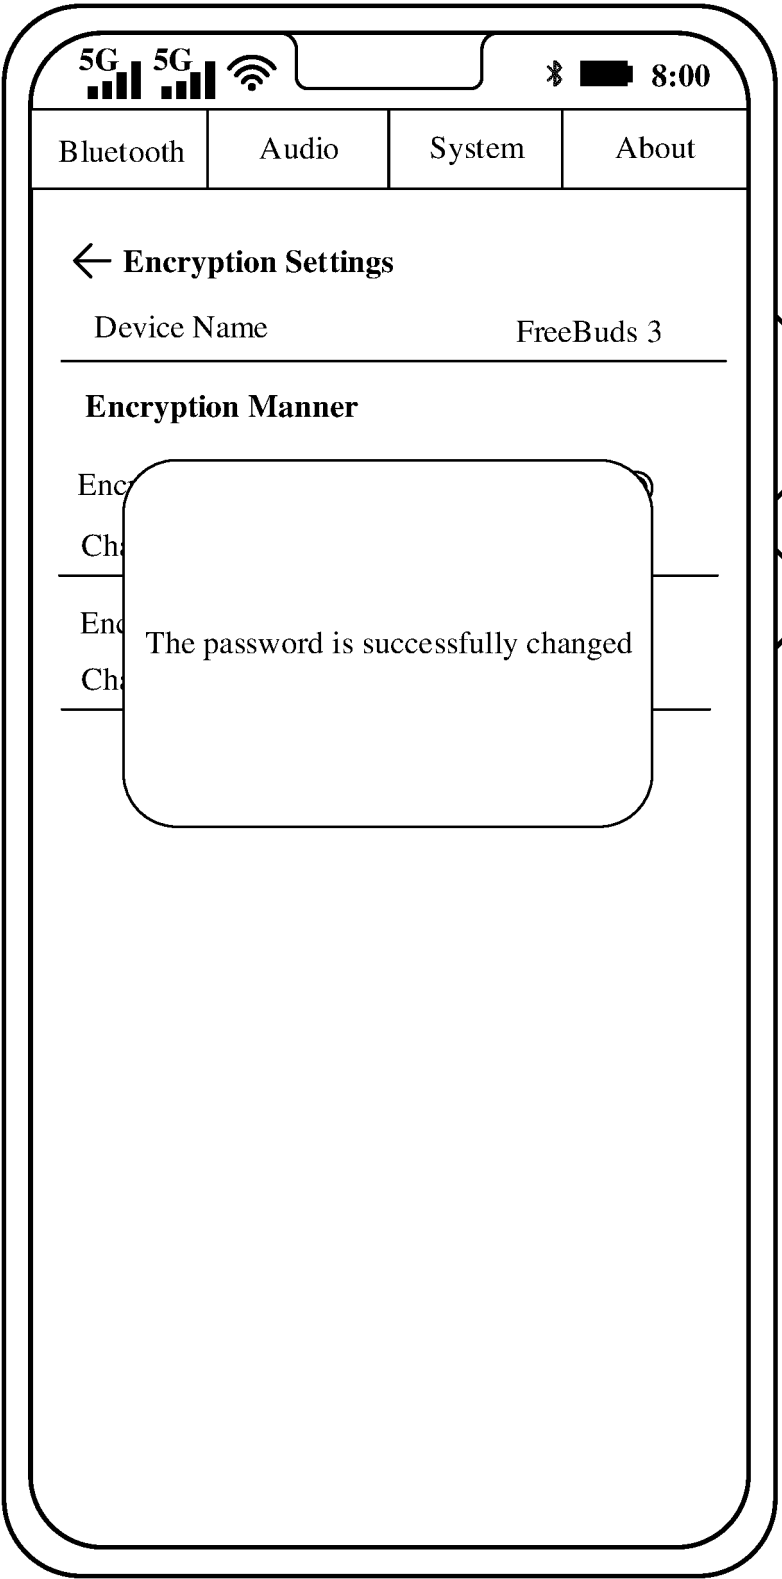 5G 5G 8:00
Bluetooth Audio System About
Encryption Settings
Device Name FreeBuds 3
Encryption Manner
The password is successfully changed